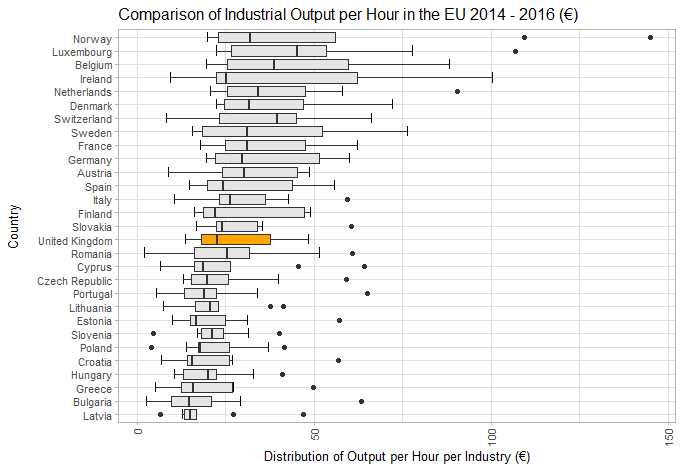 Comparison of Industrial Output per Hour in the EU 2014 - 2016 (€)
Country
Norway
Luxembourg
Belgium
Ireland
Netherlands
Denmark
Switzerland
Sweden
France
Germany
Austria
Spain
Italy
Finland
Slovakia
United Kingdom
Romania
Cyprus
Czech Republic
Portugal
Lithuania
Estonia
Slovenia
Poland
Croatia
Hungary
Greece
Bulgaria
Latvia
0
50
100
150
Distribution of Output per Hour per Industry (€)